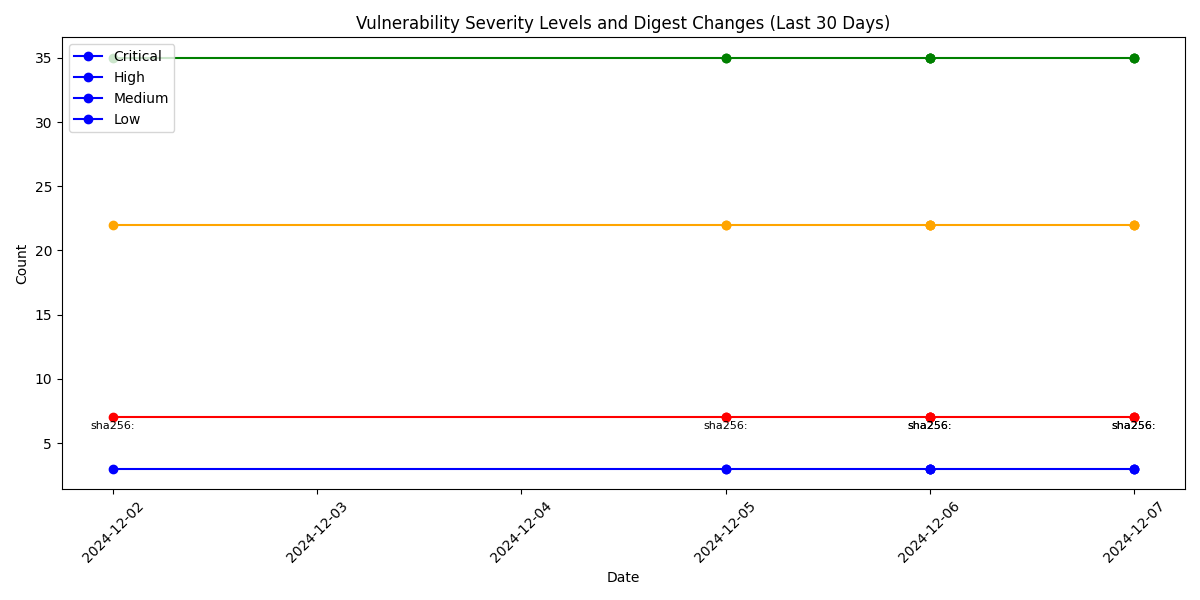 Vulnerability Severity Levels and Digest Changes (Last 30 Days)
Critical
High
Medium
Low
35
30
25
20
15
10
5
Count
sha256:
sha256:
sha256:
sha256:
2024-12-02
2024-12-03
2024-12-04
2024-12-05
2024-12-06
2024-12-07
Date